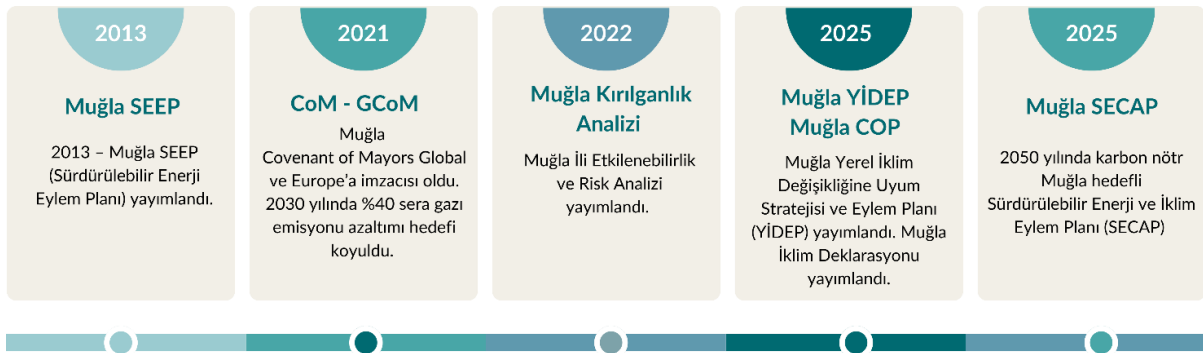 2013
Muğla SEEP
2013 – Muğla SEEP
(Sürdürülebilir Enerji
Eylem Planı) yayımlandı.
2021
CoM - GCoM
Muğla
Covenant of Mayors Global
ve Europe'a imzacısı oldu.
2030 yılında %40 sera gazı
emisyonu azaltımı hedefi
koyuldu.
2022
Muğla Kırılganlık
Analizi
Muğla İli Etkilenebilirlik
ve Risk Analizi
yayımlandı.
2025
Muğla YİDEP
Muğla COP
Muğla Yerel İklim
Değişikliğine Uyum
Stratejisi ve Eylem Planı
(YİDEP) yayımlandı. Muğla
İklim Deklarasyonu
yayımlandı.
2025
Muğla SECAP
2050 yılında karbon nötr
Muğla hedefli
Sürdürülebilir Enerji ve İklim
Eylem Planı (SECAP)